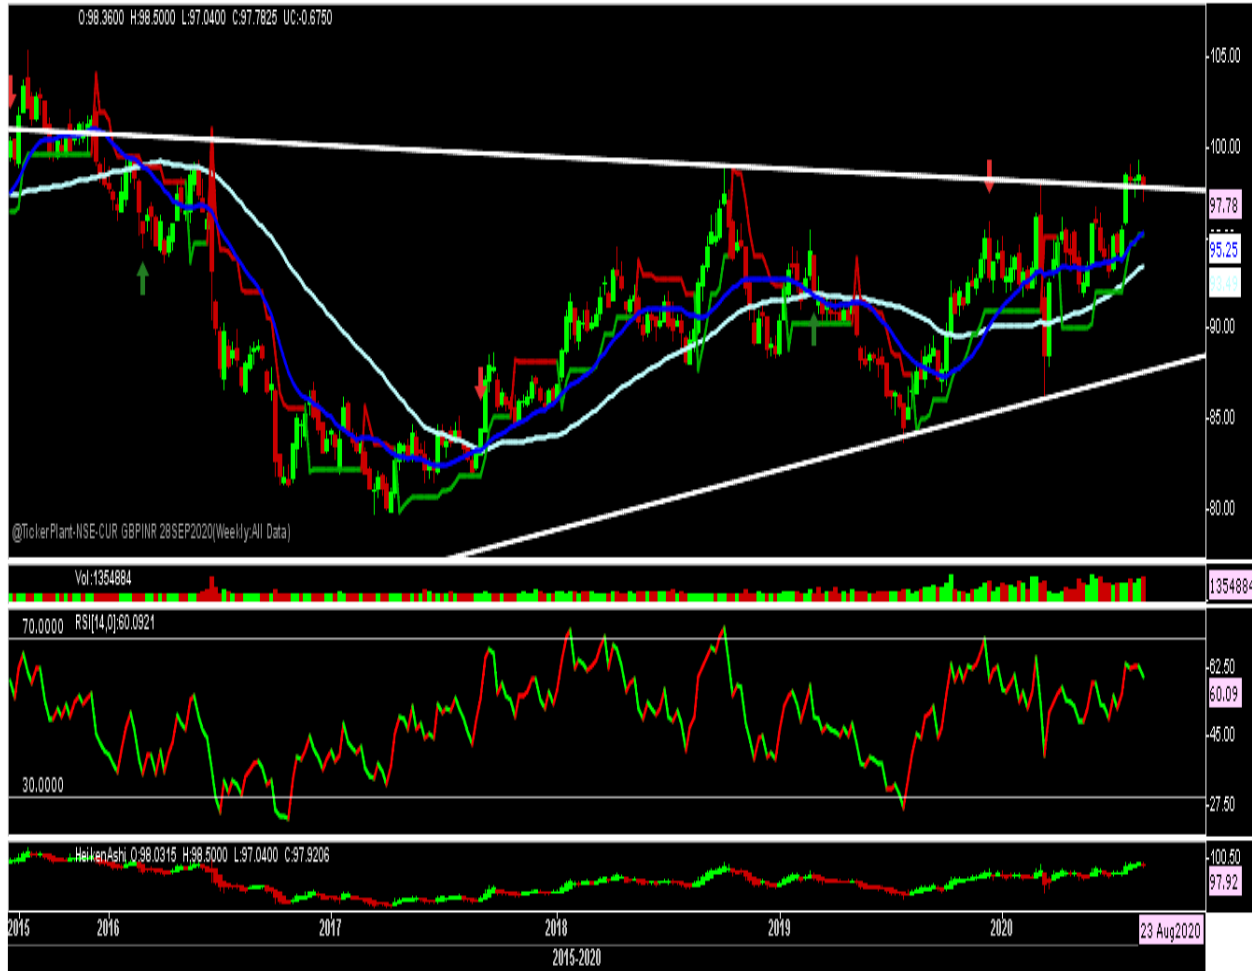 O:98.3600 H:98.5000 L:97.0400 C:97.7825 UC:-0.6750
105.00
100.00
97.78
95.25
93.49
90.00
85.00
80.00
@TickerPlant-NSE-CUR GBPINR 28SEP2020(Weekly:All Data)
Vol:1354884
1354884
70.0000 RSI[14,0]:60.0921
62.50
60.09
45.00
30.0000
27.50
HeikenAshi O:98.0315 H:98.5000 L:97.0400 C:97.9206
100.50
97.92
2015 2016 2017 2018 2019 2020 23 Aug2020
2015-2020